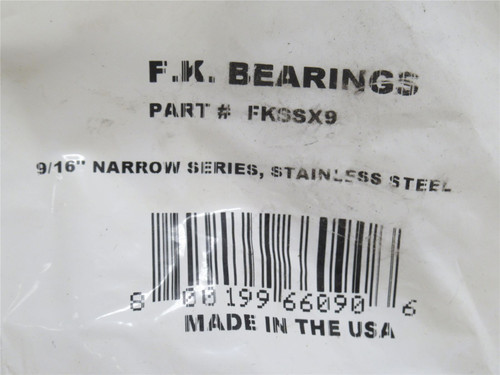 F.K. BEARINGS
PART # FKSSX9
9/16" NARROW SERIES, STAINLESS STEEL
8 00199 66090 6
MADE IN THE USA